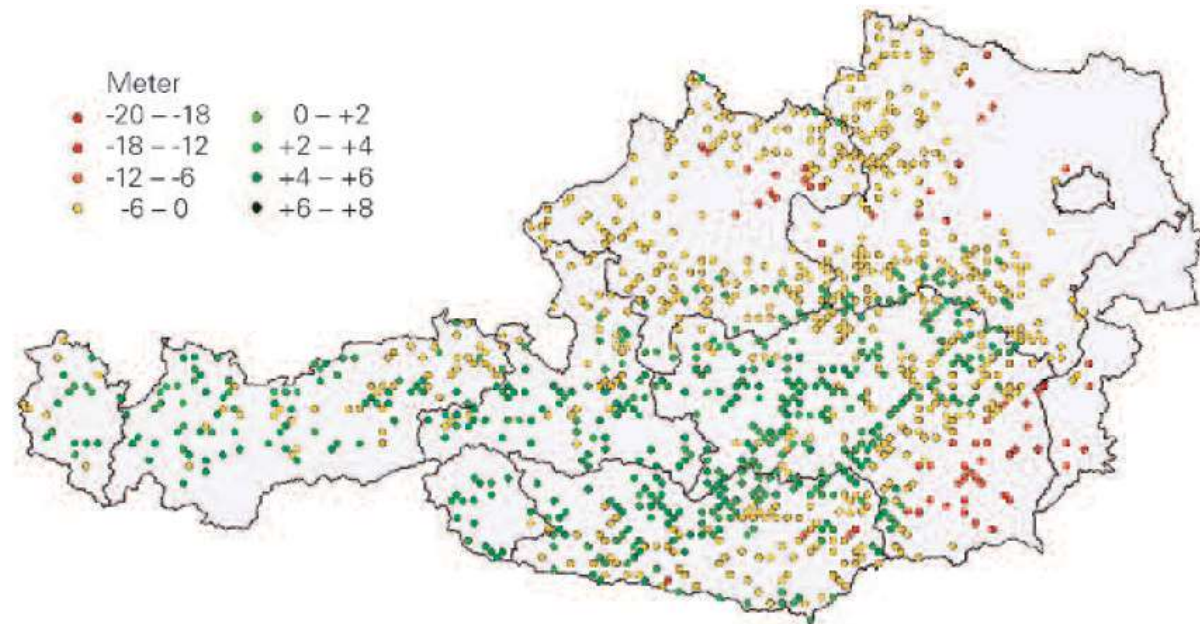 Meter
-20 – -18
-18 – -12
-12 – -6
-6 – 0
0 – +2
+2 – +4
+4 – +6
+6 – +8